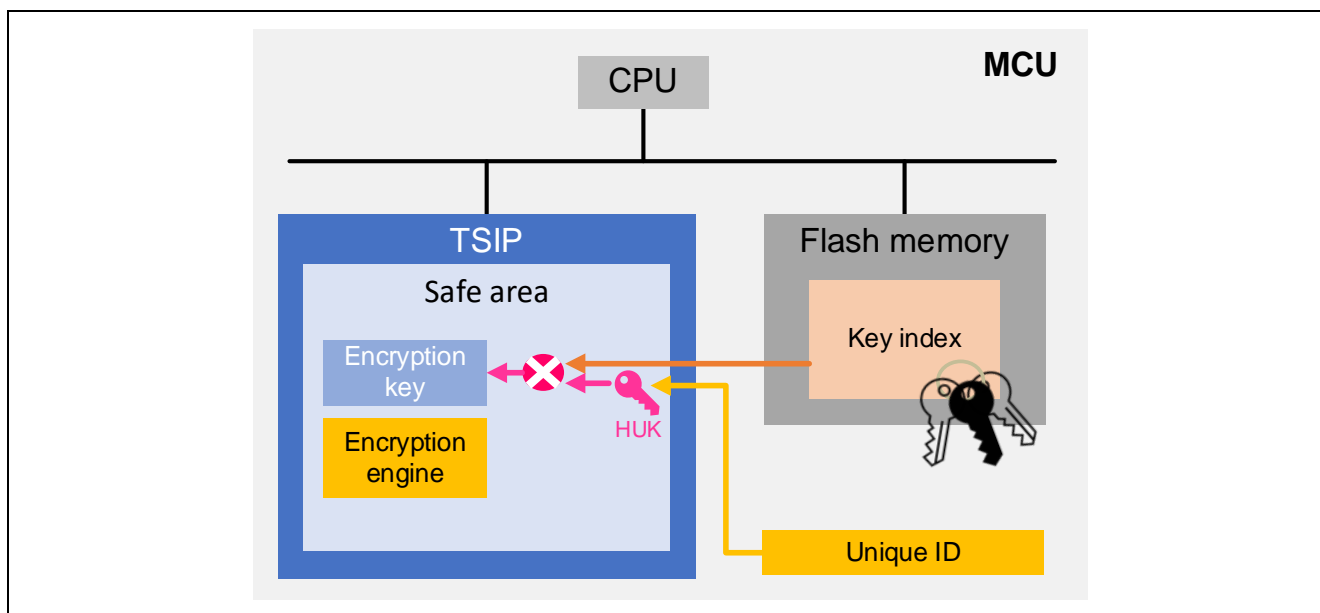 MCU
CPU
TSIP
Flash memory
Safe area
Key index
Encryption
key
HUK
Encryption
engine
Unique ID